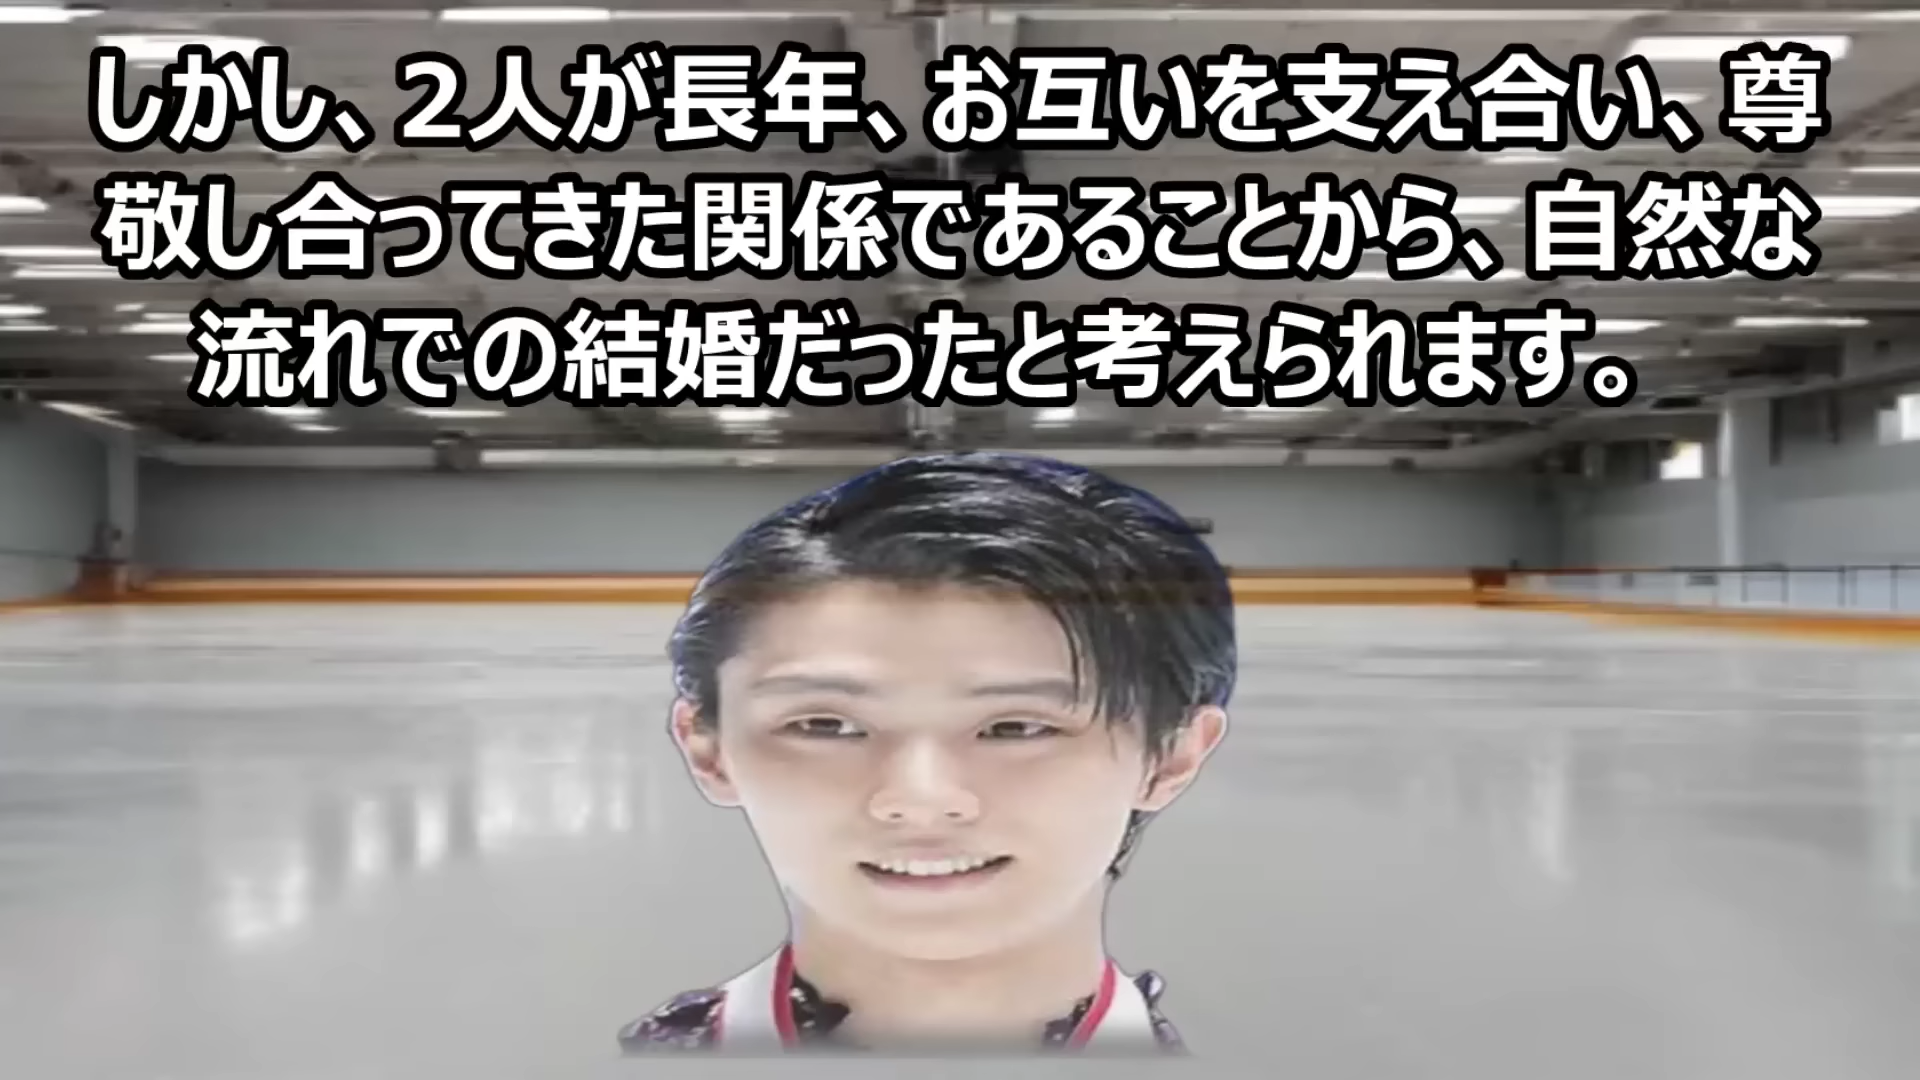 しかし、2人が長年、お互いを支え合い、尊
敬し合ってきた関係であることから、自然な
流れでの結婚だったと考えられます。